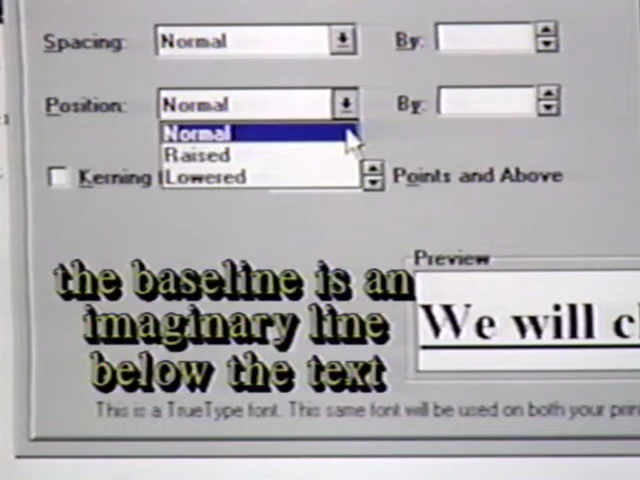 Spacing: Normal By:
Position: Normal By:
Normal
Raised
Lowered
Kerning Points and Above
Preview
the baseline is an
imaginary line
below the text
We will
This is a TrueType font. This same font will be used on both your